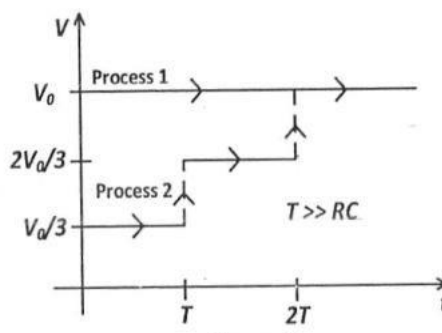 V
Process 1
V₀
2V₀/3
Process 2
V₀/3
T >> RC
T
2T
t